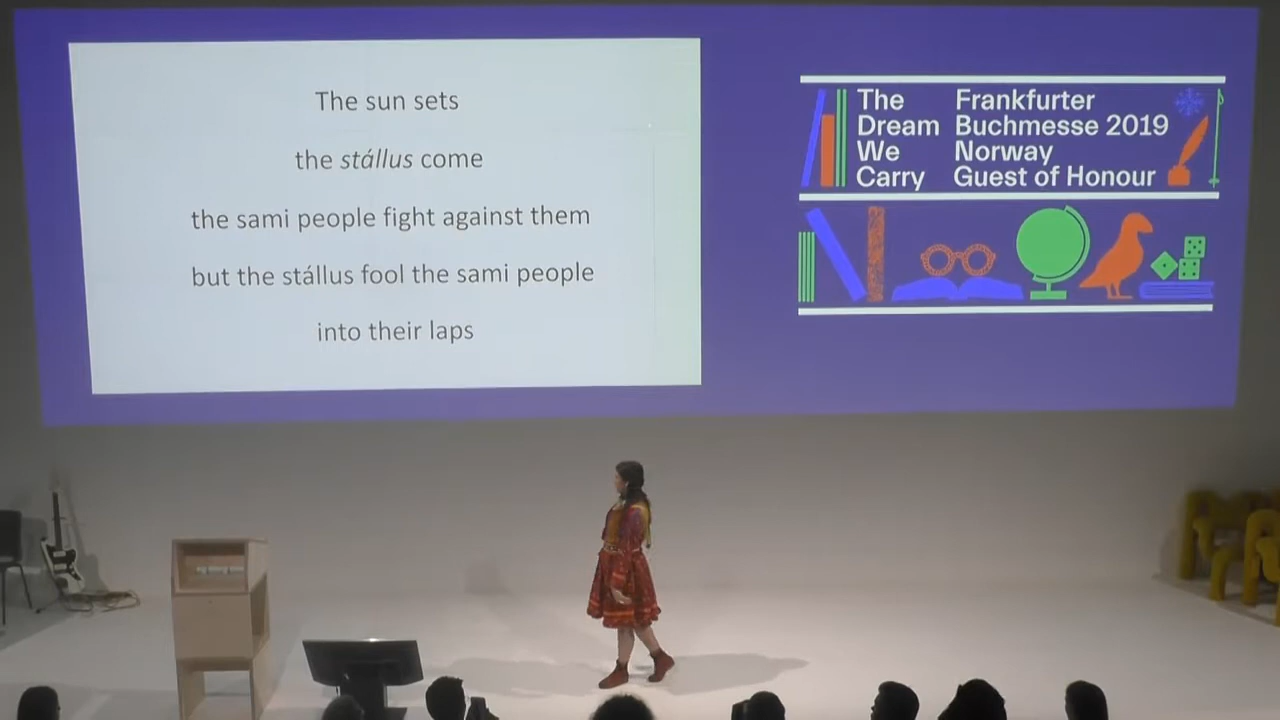 The sun sets
the stállus come
the sami people fight against them
but the stállus fool the sami people
into their laps
The
Dream
We
Carry
Frankfurter
Buchmesse 2019
Norway
Guest of Honour